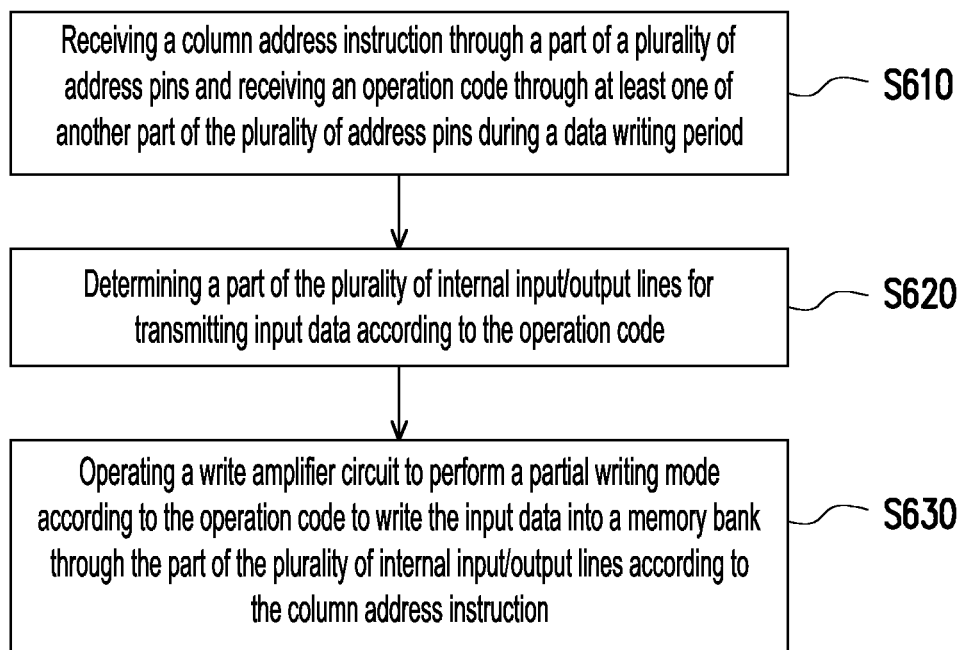 Receiving a column address instruction through a part of a plurality of
address pins and receiving an operation code through at least one of
another part of the plurality of address pins during a data writing period
S610
Determining a part of the plurality of internal input/output lines for
transmitting input data according to the operation code
S620
Operating a write amplifier circuit to perform a partial writing mode
according to the operation code to write the input data into a memory bank
through the part of the plurality of internal input/output lines according to
the column address instruction
S630